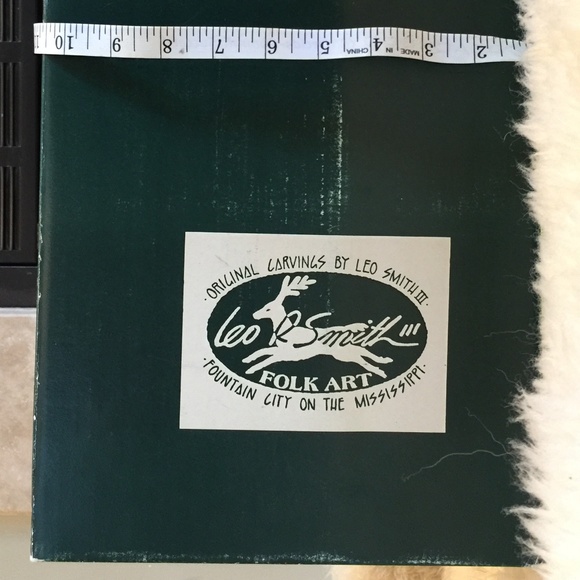 10 9 8 7 6 5 CHINA 4 MADE IN 3 2
·ORIGINAL CARVINGS BY LEO SMITH III·
Leo R Smith III
FOLK ART
·FOUNTAIN CITY ON THE MISSISSIPPI·